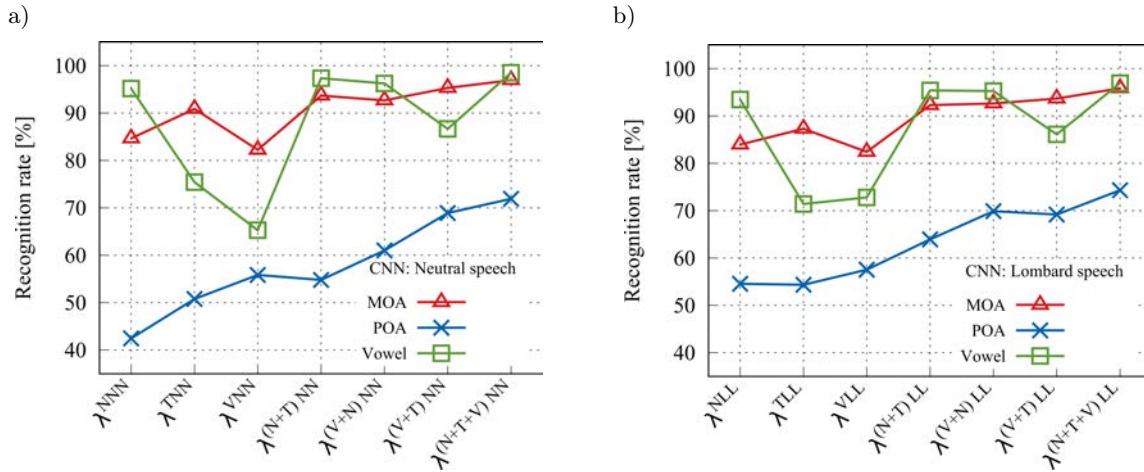 a)
Recognition rate [%]
100
90
80
70
60
50
40
CNN: Neutral speech
MOA
POA
Vowel
λNNN
λTNN
λVNN
λ(N+T) NN
λ(V+N) NN
λ(V+T) NN
λ(N+T+V) NN
b)
Recognition rate [%]
100
90
80
70
60
50
40
CNN: Lombard speech
MOA
POA
Vowel
λNLL
λTLL
λVLL
λ(N+T) LL
λ(V+N) LL
λ(V+T) LL
λ(N+T+V) LL